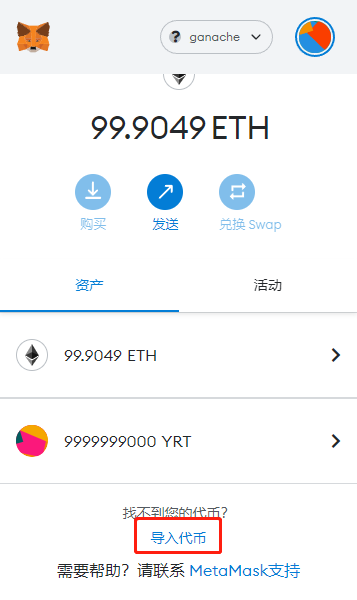 ganache
99.9049 ETH
购买 发送 兑换 Swap
资产 活动
99.9049 ETH
9999999000 YRT
找不到您的代币？
导入代币
需要帮助？请联系 MetaMask支持